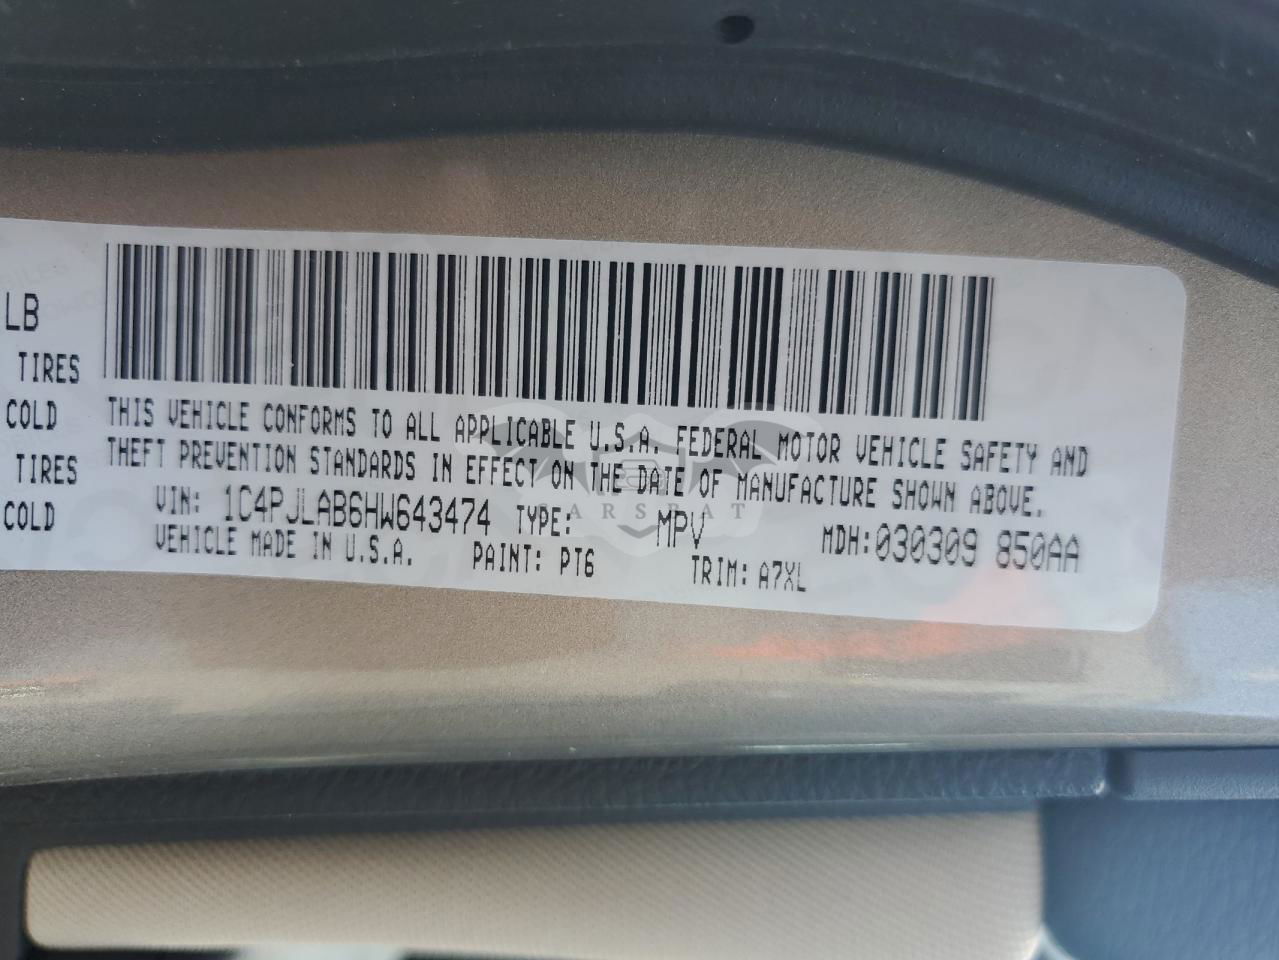 LB
TIRES
COLD
TIRES
COLD
THIS VEHICLE CONFORMS TO ALL APPLICABLE U.S.A. FEDERAL MOTOR VEHICLE SAFETY AND
THEFT PREVENTION STANDARDS IN EFFECT ON THE DATE OF MANUFACTURE SHOWN ABOVE.
VIN: 1C4PJLAB6HW643474 TYPE: MPV MDH:030309 850AA
VEHICLE MADE IN U.S.A. PAINT: PT6 TRIM: A7XL
CARSBAT